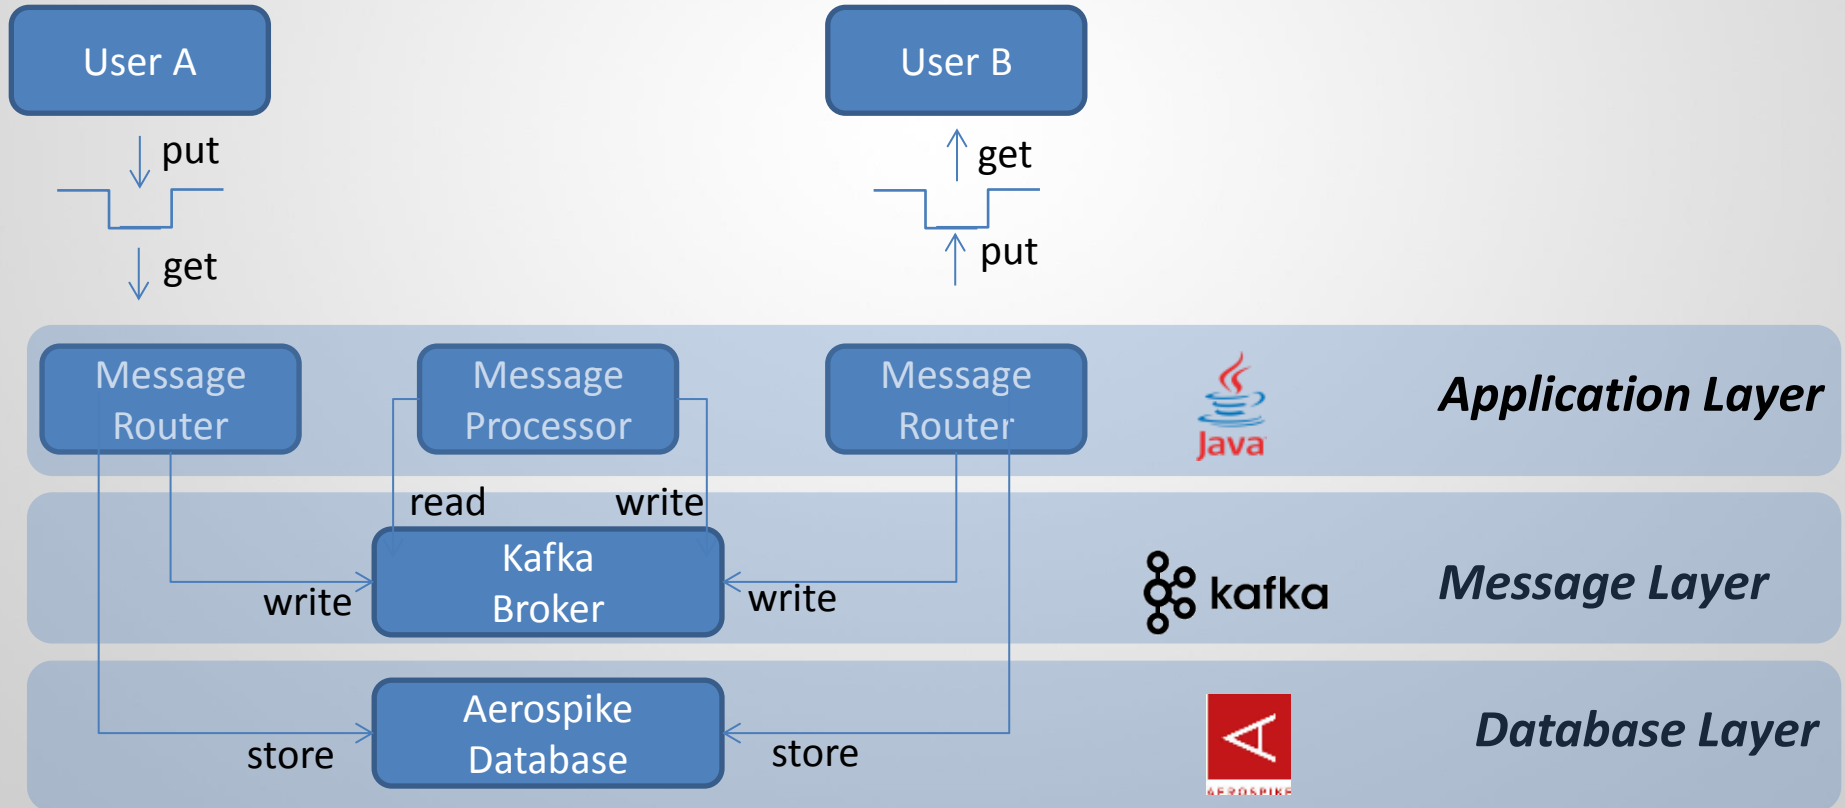 User A
User B
put
get
get
put
Message
Router
Message
Processor
Message
Router
Java
Application Layer
read
write
Kafka
Broker
write
write
kafka
Message Layer
Aerospike
Database
store
store
AEROSPIKE
Database Layer